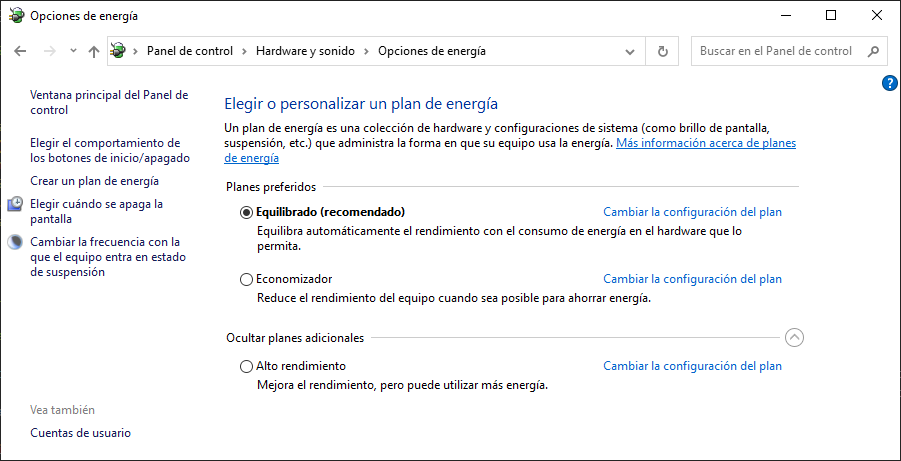 Opciones de energía
Panel de control > Hardware y sonido > Opciones de energía
Buscar en el Panel de control
?
Ventana principal del Panel de
control
Elegir el comportamiento de
los botones de inicio/apagado
Crear un plan de energía
Elegir cuándo se apaga la
pantalla
Cambiar la frecuencia con la
que el equipo entra en estado
de suspensión
Vea también
Cuentas de usuario
Elegir o personalizar un plan de energía
Un plan de energía es una colección de hardware y configuraciones de sistema (como brillo de pantalla,
suspensión, etc.) que administra la forma en que su equipo usa la energía. Más información acerca de planes
de energía
Planes preferidos
Equilibrado (recomendado) Cambiar la configuración del plan
Equilibra automáticamente el rendimiento con el consumo de energía en el hardware que lo
permita.
Economizador Cambiar la configuración del plan
Reduce el rendimiento del equipo cuando sea posible para ahorrar energía.
Ocultar planes adicionales
Alto rendimiento Cambiar la configuración del plan
Mejora el rendimiento, pero puede utilizar más energía.